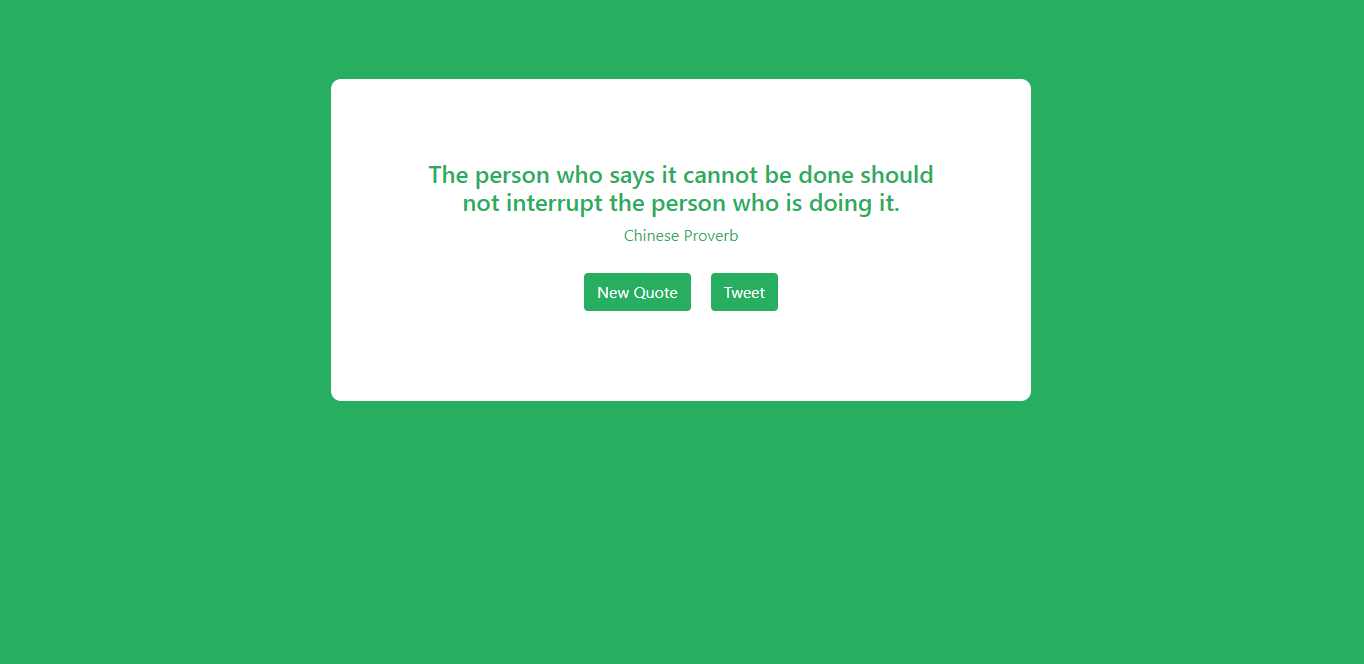 The person who says it cannot be done should
not interrupt the person who is doing it.
Chinese Proverb
New Quote Tweet